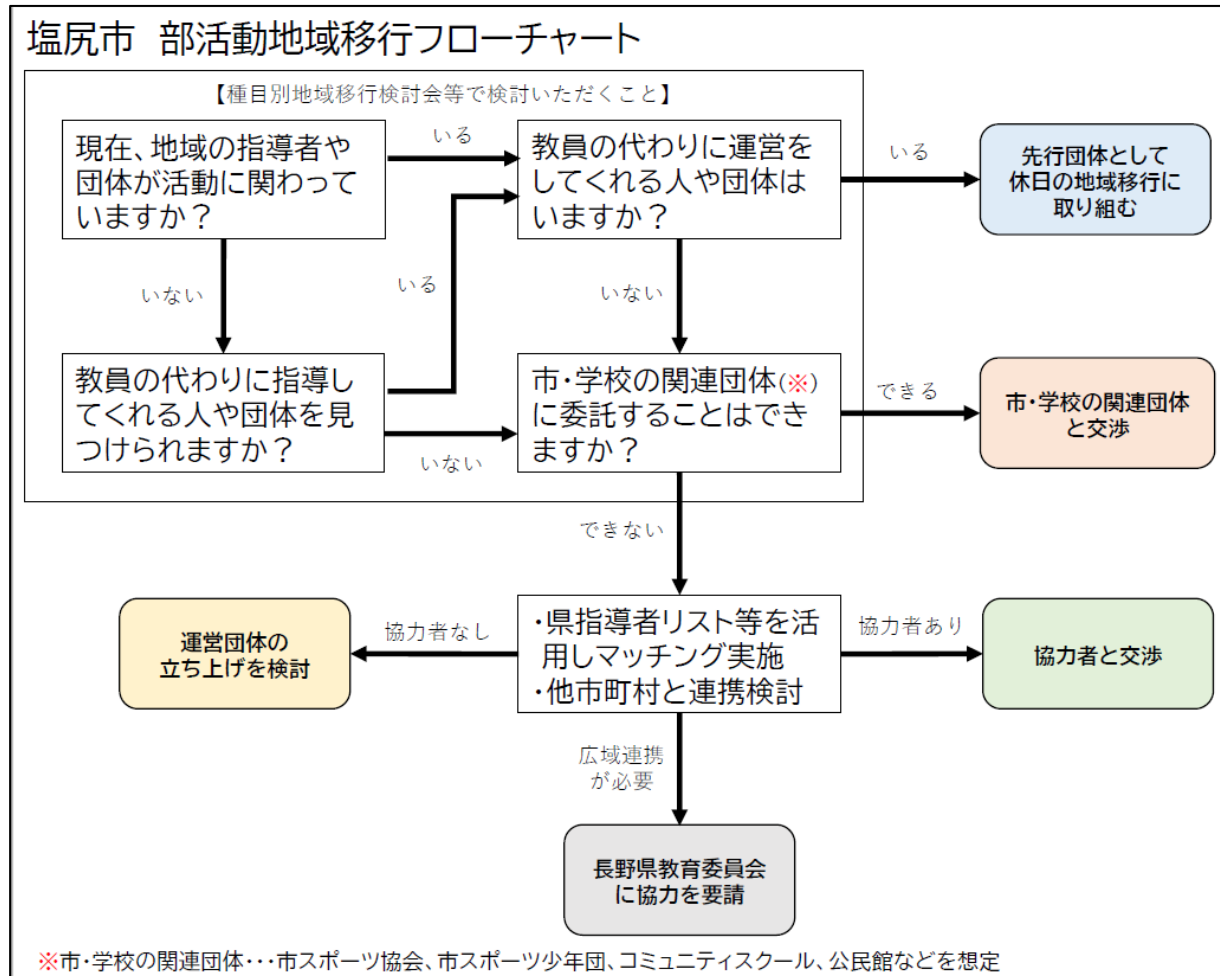 塩尻市　部活動地域移行フローチャート
【種目別地域移行検討会等で検討いただくこと】
現在、地域の指導者や
団体が活動に関わって
いますか？
いる
教員の代わりに運営を
してくれる人や団体は
いますか？
いる
先行団体として
休日の地域移行に
取り組む
いない
いる
いない
教員の代わりに指導し
てくれる人や団体を見
つけられますか？
いない
市・学校の関連団体(※)
に委託することはでき
ますか？
できる
市・学校の関連団体
と交渉
できない
運営団体の
立ち上げを検討
協力者なし
・県指導者リスト等を活
用しマッチング実施
・他市町村と連携検討
協力者あり
協力者と交渉
広域連携
が必要
長野県教育委員会
に協力を要請
※市・学校の関連団体・・・市スポーツ協会、市スポーツ少年団、コミュニティスクール、公民館などを想定